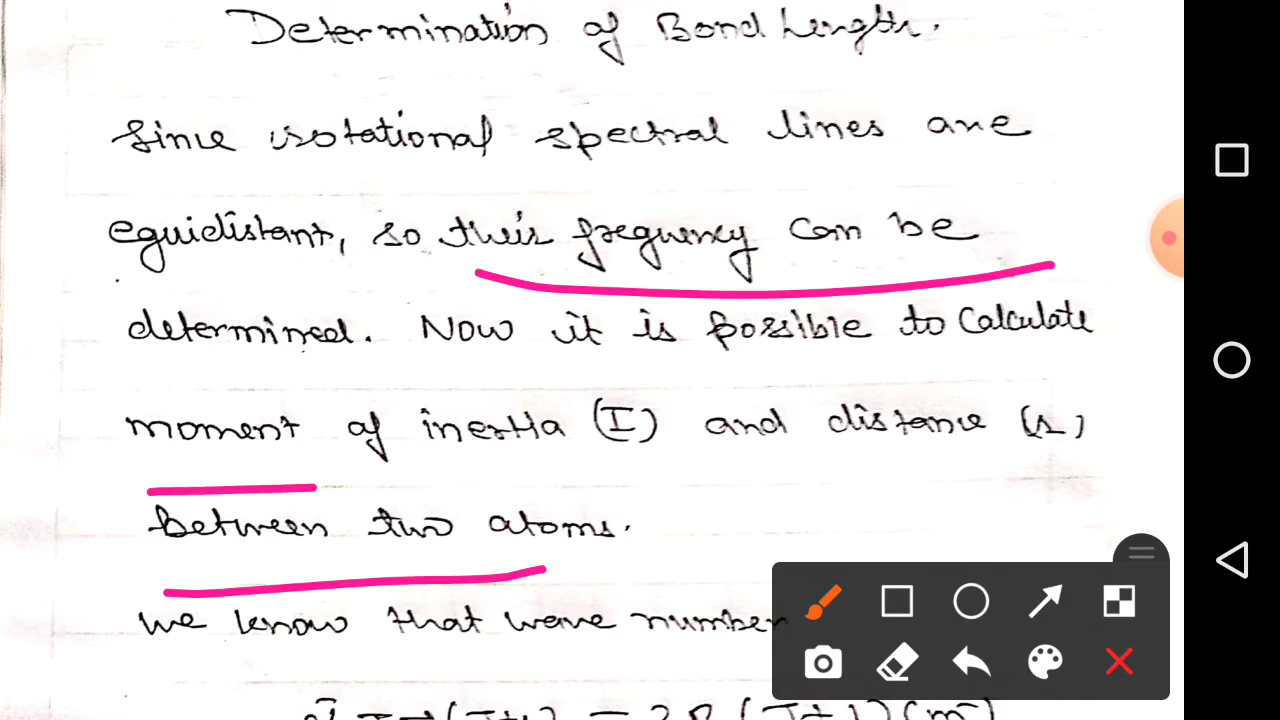 Determination of Bond Length.
Since rotational spectral lines are
equidistant, so their frequency can be
determined. Now it is possible to Calculate
moment of inertia (I) and distance (r)
between two atoms.
we know that wave number